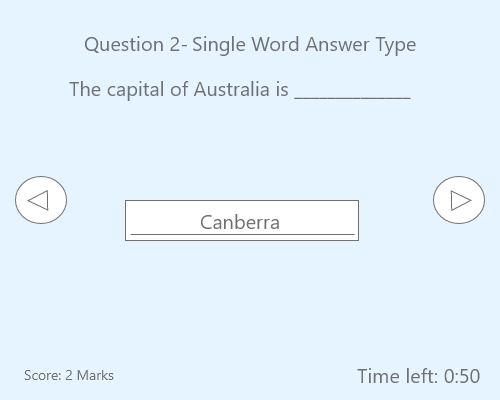 Question 2- Single Word Answer Type
The capital of Australia is ______________
Canberra
Score: 2 Marks
Time left: 0:50